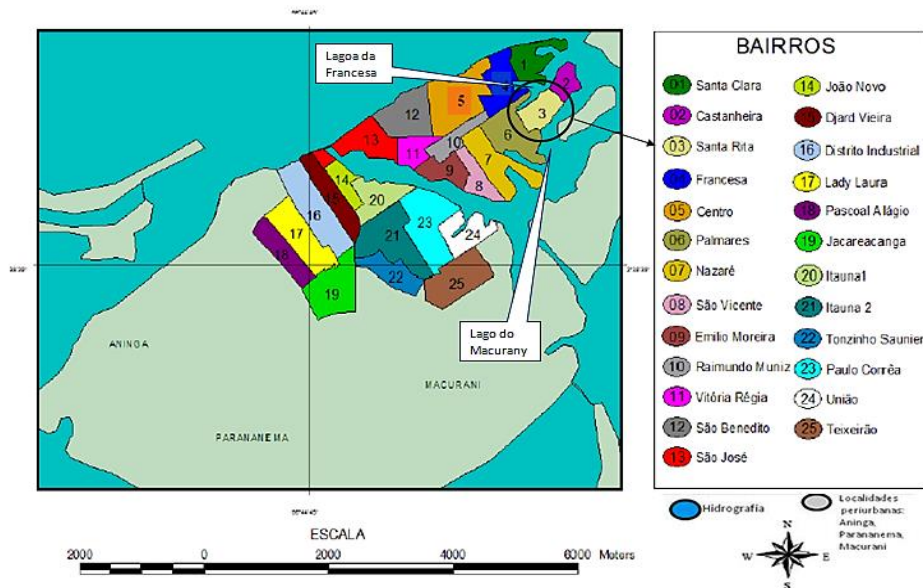 Lagoa da
Francesa
1
2
3
5
6
7
8
9
10
11
12
13
14
16
17
18
19
20
21
22
23
24
25
ANINGA
MACURANI
PARANANEMA
Lago do
Macurany
BAIRROS
01 Santa Clara
02 Castanheira
03 Santa Rita
Francesa
05 Centro
06 Palmares
07 Nazaré
08 São Vicente
09 Emilio Moreira
10 Raimundo Muniz
11 Vitória Régia
12 São Benedito
13 São José
14 João Novo
15 Djard Vieira
16 Distrito Industrial
17 Lady Laura
18 Pascoal Alágio
19 Jacareacanga
20 Itauna1
21 Itauna 2
22 Tonzinho Saunier
23 Paulo Corrêa
24 União
25 Teixeirão
Hidrografía
Localidades
periurbanas:
Aninga,
Parananema,
Macurani
N
W E
S
ESCALA
2000 0 2000 4000 6000 Meters